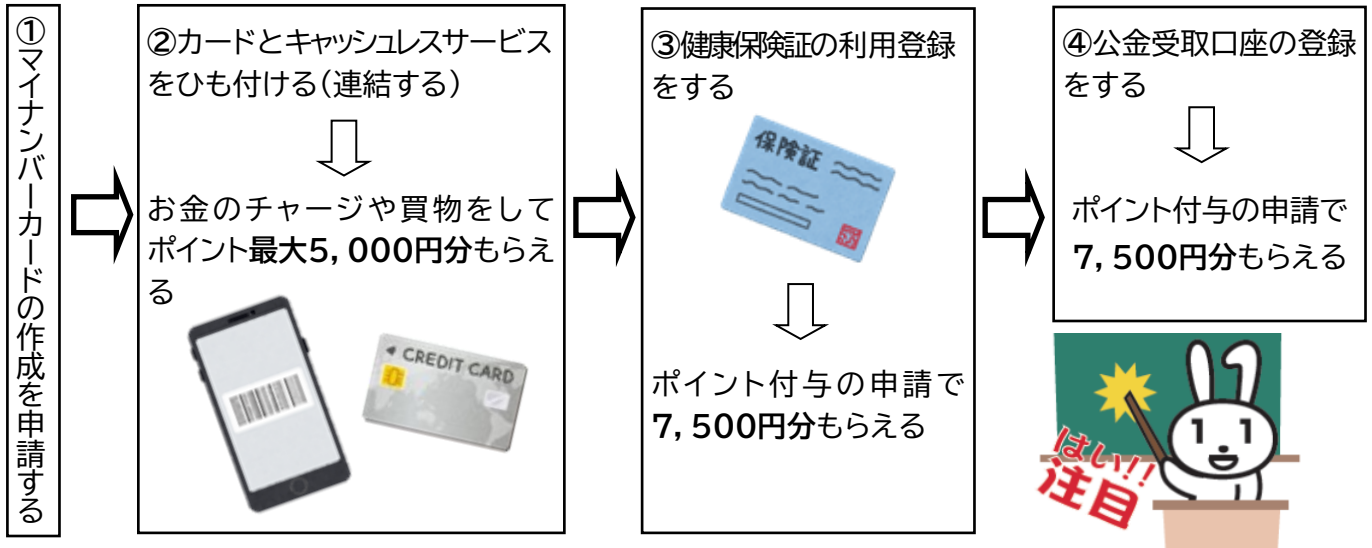 ①マイナンバーカードの作成を申請する
②カードとキャッシュレスサービス
をひも付ける(連結する)
お金のチャージや買物をして
ポイント最大5,000円分もらえ
る
CREDIT CARD
③健康保険証の利用登録
をする
保険証
ポイント付与の申請で
7,500円分もらえる
④公金受取口座の登録
をする
ポイント付与の申請で
7,500円分もらえる
はい!!
注目